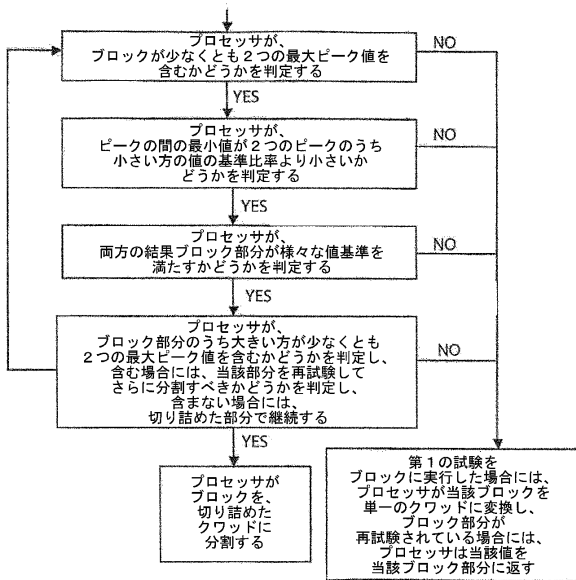 プロセッサが、
ブロックが少なくとも２つの最大ピーク値を
含むかどうかを判定する
NO
YES
プロセッサが、
ピークの間の最小値が２つのピークのうち
小さい方の値の基準比率より小さいか
どうかを判定する
NO
YES
プロセッサが、
両方の結果ブロック部分が様々な値基準を
満たすかどうかを判定する
NO
YES
プロセッサが、
ブロック部分のうち大きい方が少なくとも
２つの最大ピーク値を含むかどうかを判定し、
含む場合には、当該部分を再試験して
さらに分割すべきかどうかを判定し、
含まない場合には、
切り詰めた部分で継続する
NO
YES
プロセッサが
ブロックを、
切り詰めた
クワッドに
分割する
第１の試験を
ブロックに実行した場合には、
プロセッサが当該ブロックを
単一のクワッドに変換し、
ブロック部分が
再試験されている場合には、
プロセッサは当該値を
当該ブロック部分に返す